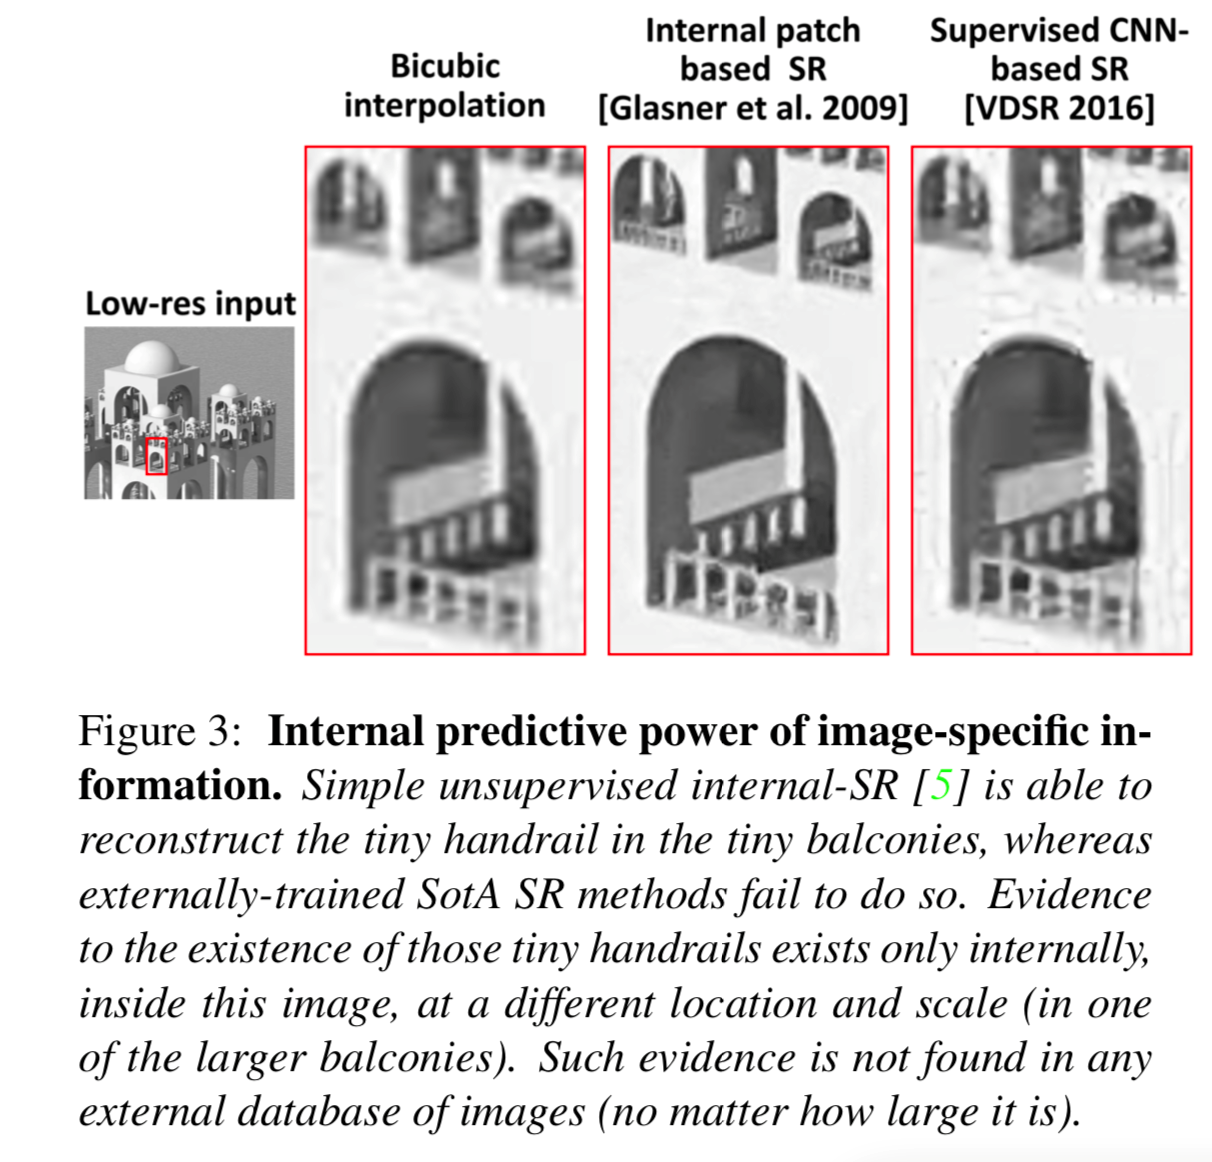 Bicubic
interpolation
Internal patch
based SR
[Glasner et al. 2009]
Supervised CNN-
based SR
[VDSR 2016]
Low-res input
Figure 3: Internal predictive power of image-specific in-
formation. Simple unsupervised internal-SR [5] is able to
reconstruct the tiny handrail in the tiny balconies, whereas
externally-trained SotA SR methods fail to do so. Evidence
to the existence of those tiny handrails exists only internally,
inside this image, at a different location and scale (in one
of the larger balconies). Such evidence is not found in any
external database of images (no matter how large it is).